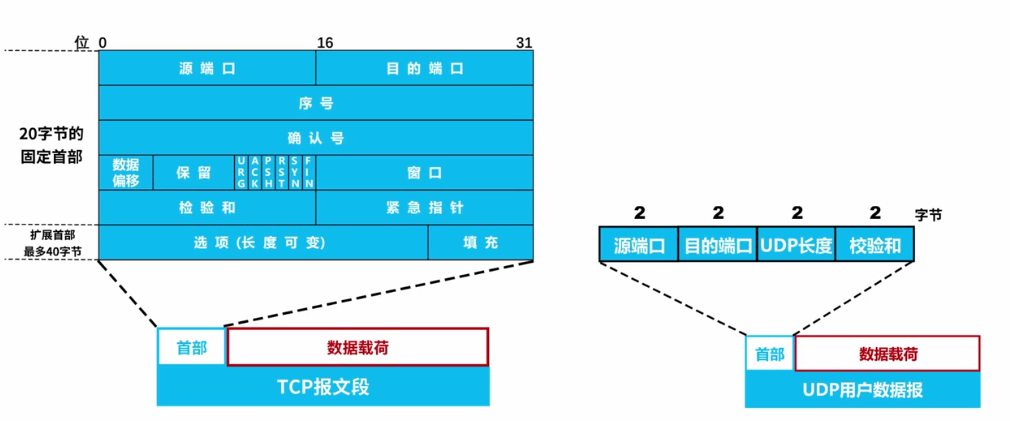 位 0 16 31
源端口 目的端口
序号
20字节的
固定首部
确认号
数据
偏移
保留
URG ACK PSH RST SYN FIN
窗口
检验和 紧急指针
扩展首部
最多40字节
选项(长度可变) 填充
首部 数据载荷
TCP报文段
2 2 2 2 字节
源端口 目的端口 UDP长度 校验和
首部 数据载荷
UDP用户数据报